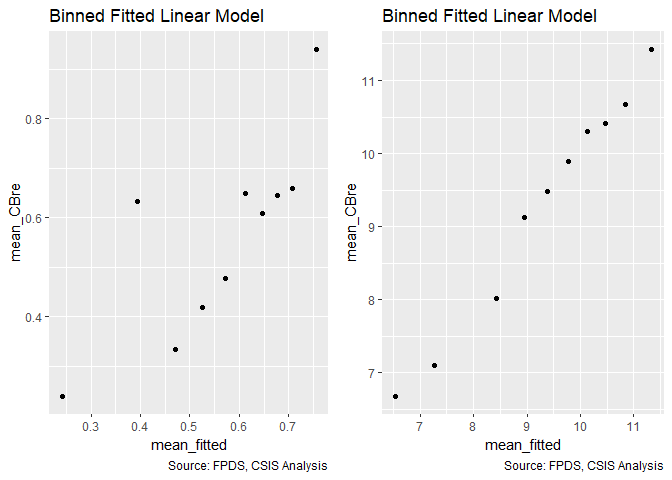 Binned Fitted Linear Model
mean_CBre
0.8
0.6
0.4
0.3 0.4 0.5 0.6 0.7
mean_fitted
Source: FPDS, CSIS Analysis
Binned Fitted Linear Model
mean_CBre
11
10
9
8
7
7 8 9 10 11
mean_fitted
Source: FPDS, CSIS Analysis